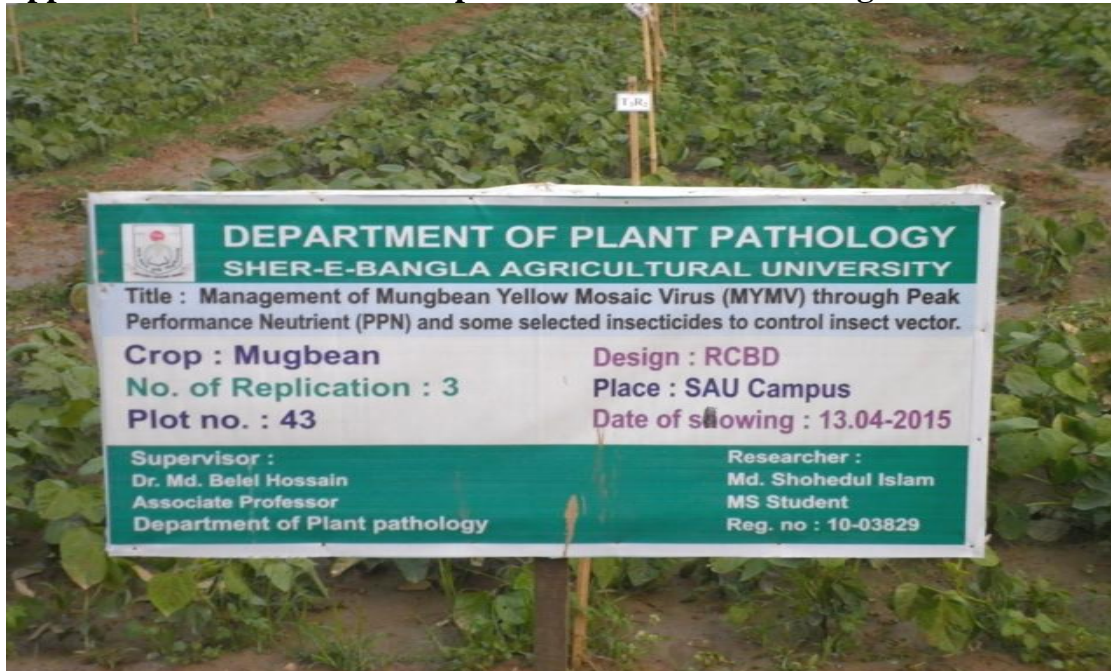 T1R2
DEPARTMENT OF PLANT PATHOLOGY
SHER-E-BANGLA AGRICULTURAL UNIVERSITY
Title : Management of Mungbean Yellow Mosaic Virus (MYMV) through Peak
Performance Neutrient (PPN) and some selected insecticides to control insect vector.
Crop : Mugbean
No. of Replication : 3
Plot no. : 43
Design : RCBD
Place : SAU Campus
Date of showing : 13.04-2015
Supervisor :
Dr. Md. Belel Hossain
Associate Professor
Department of Plant pathology
Researcher :
Md. Shohedul Islam
MS Student
Reg. no : 10-03829